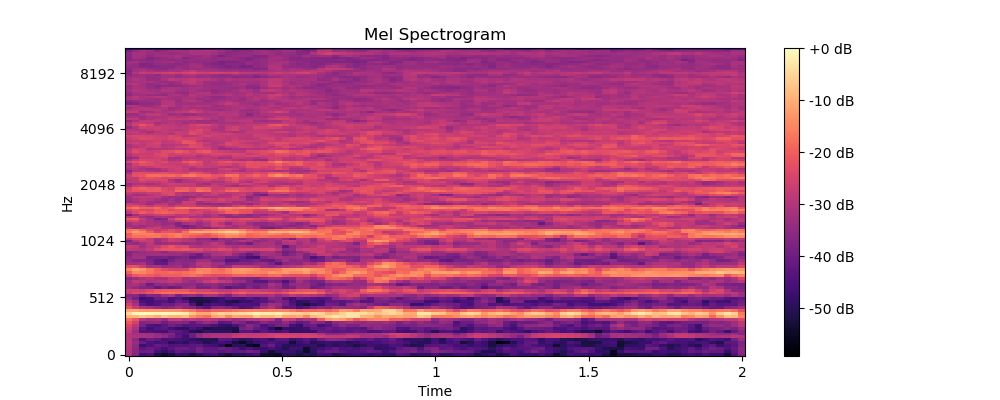 Mel Spectrogram
Hz
8192
4096
2048
1024
512
0
0 0.5 1 1.5 2
Time
+0 dB
-10 dB
-20 dB
-30 dB
-40 dB
-50 dB